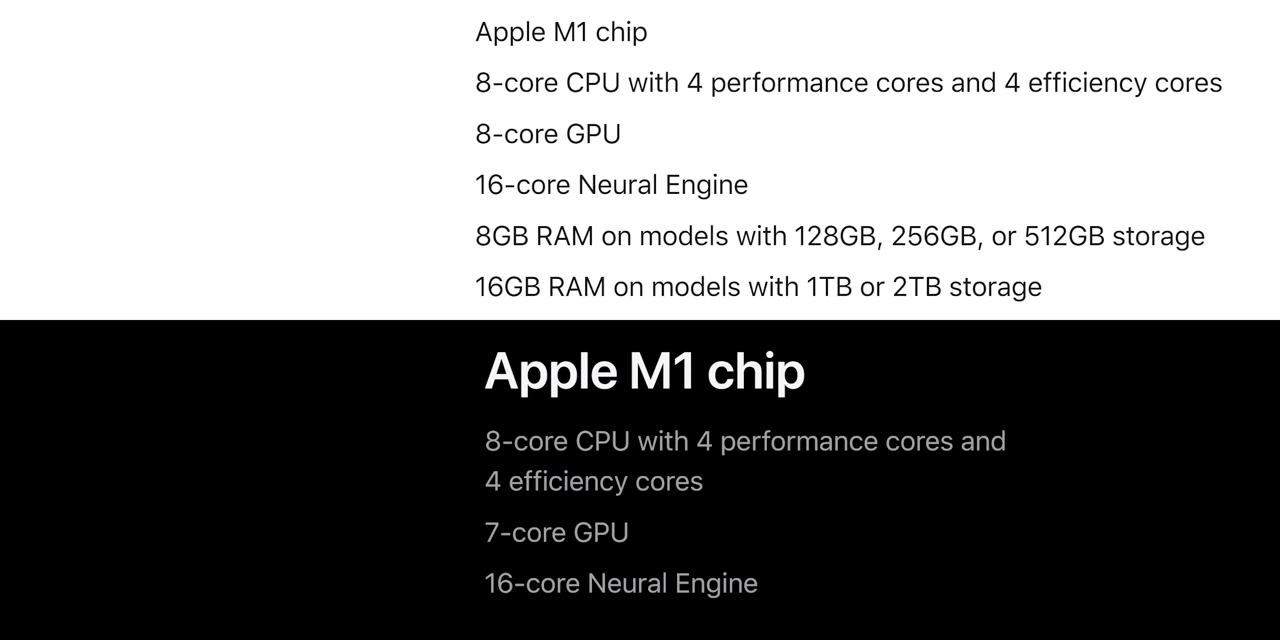 Apple M1 chip
8-core CPU with 4 performance cores and 4 efficiency cores
8-core GPU
16-core Neural Engine
8GB RAM on models with 128GB, 256GB, or 512GB storage
16GB RAM on models with 1TB or 2TB storage
Apple M1 chip
8-core CPU with 4 performance cores and
4 efficiency cores
7-core GPU
16-core Neural Engine